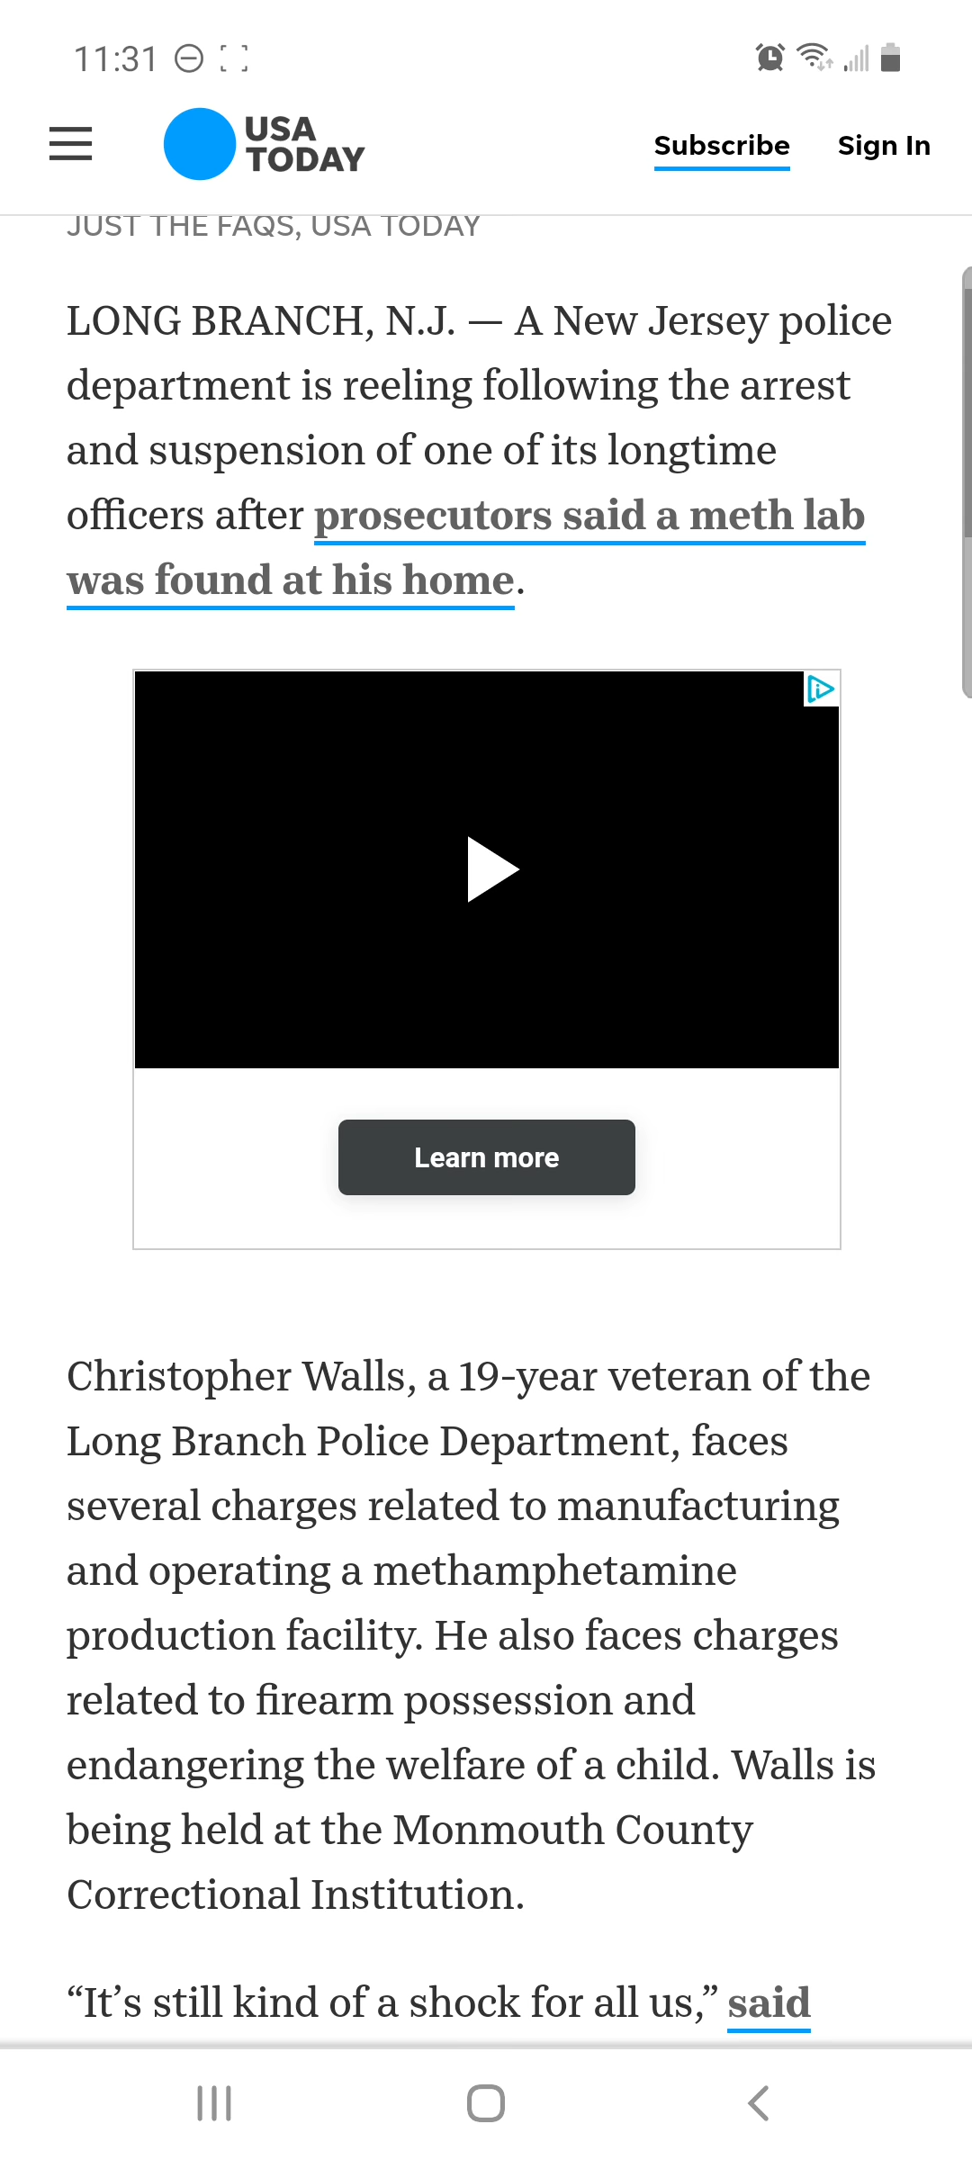 11:31
USA
TODAY
Subscribe
Sign In
JUST THE FAQS, USA TODAY
LONG BRANCH, N.J. — A New Jersey police
department is reeling following the arrest
and suspension of one of its longtime
officers after prosecutors said a meth lab
was found at his home.
Learn more
Christopher Walls, a 19-year veteran of the
Long Branch Police Department, faces
several charges related to manufacturing
and operating a methamphetamine
production facility. He also faces charges
related to firearm possession and
endangering the welfare of a child. Walls is
being held at the Monmouth County
Correctional Institution.
“It’s still kind of a shock for all us,” said